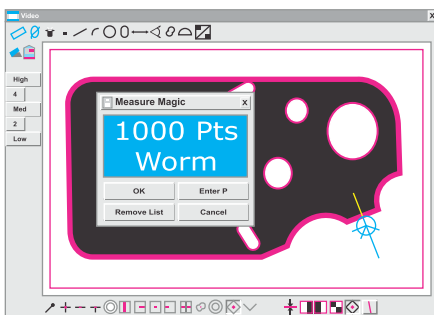 Video
X
High
4
Med
2
Low
Measure Magic
x
1000 Pts
Worm
OK
Enter P
Remove List
Cancel